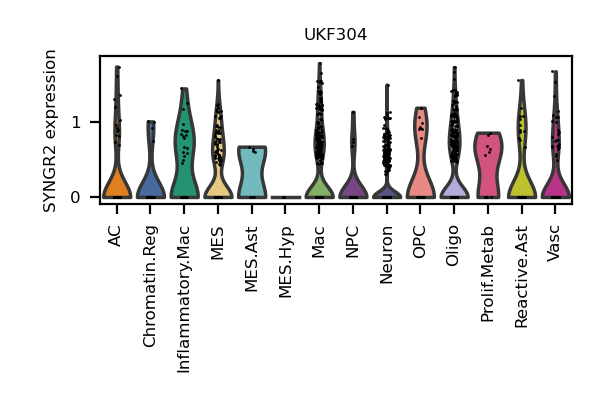 UKF304
SYNGR2 expression
1
0
AC
Chromatin.Reg
Inflammatory.Mac
MES
MES.Ast
MES.Hyp
Mac
NPC
Neuron
OPC
Oligo
Prolif.Metab
Reactive.Ast
Vasc